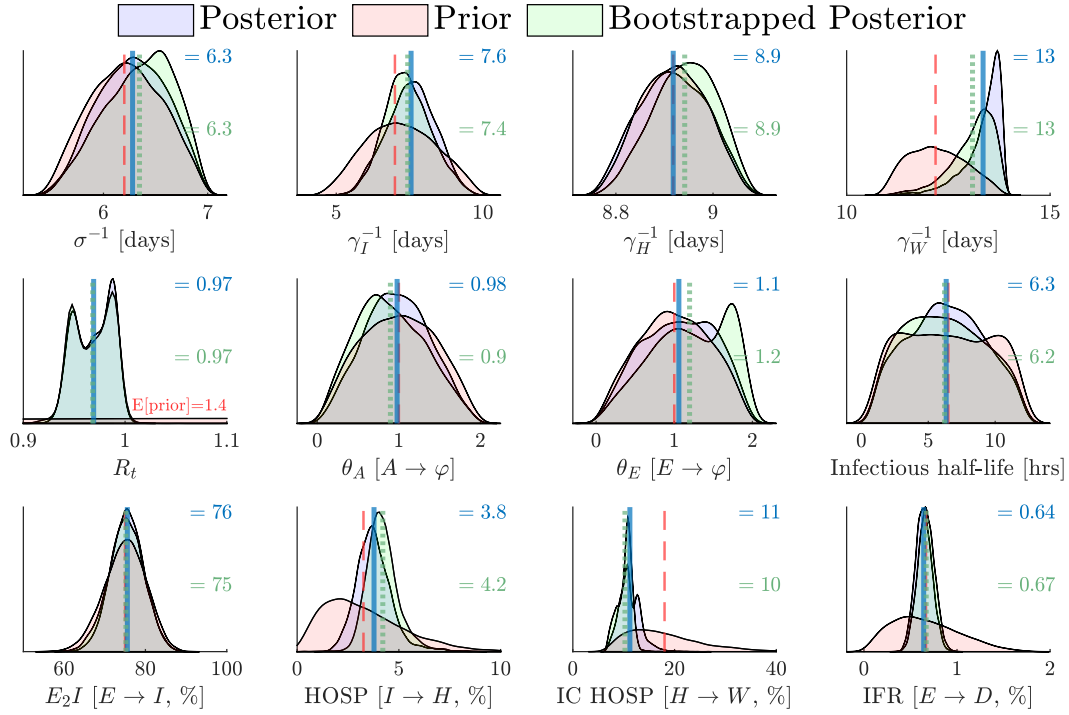 Posterior Prior Bootstrapped Posterior
= 6.3 = 7.6 = 8.9 = 13
= 6.3 = 7.4 = 8.9 = 13
6 7 5 10 8.8 9 10 15
σ⁻¹ [days] γ_I⁻¹ [days] γ_H⁻¹ [days] γ_W⁻¹ [days]
= 0.97 = 0.98 = 1.1 = 6.3
= 0.97 = 0.9 = 1.2 = 6.2
E[prior]=1.4
0.9 1 1.1 0 1 2 0 1 2 0 5 10
R_t θ_A [A → φ] θ_E [E → φ] Infectious half-life [hrs]
= 76 = 3.8 = 11 = 0.64
= 75 = 4.2 = 10 = 0.67
60 80 100 0 5 10 0 20 40 0 1 2
E₂I [E → I, %] HOSP [I → H, %] IC HOSP [H → W, %] IFR [E → D, %]